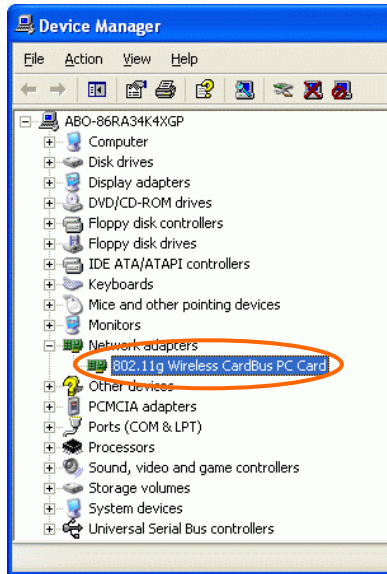 Device Manager
File Action View Help
ABO-86RA34K4XGP
Computer
Disk drives
Display adapters
DVD/CD-ROM drives
Floppy disk controllers
Floppy disk drives
IDE ATA/ATAPI controllers
Keyboards
Mice and other pointing devices
Monitors
Network adapters
802.11g Wireless CardBus PC Card
Other devices
PCMCIA adapters
Ports (COM & LPT)
Processors
Sound, video and game controllers
Storage volumes
System devices
Universal Serial Bus controllers